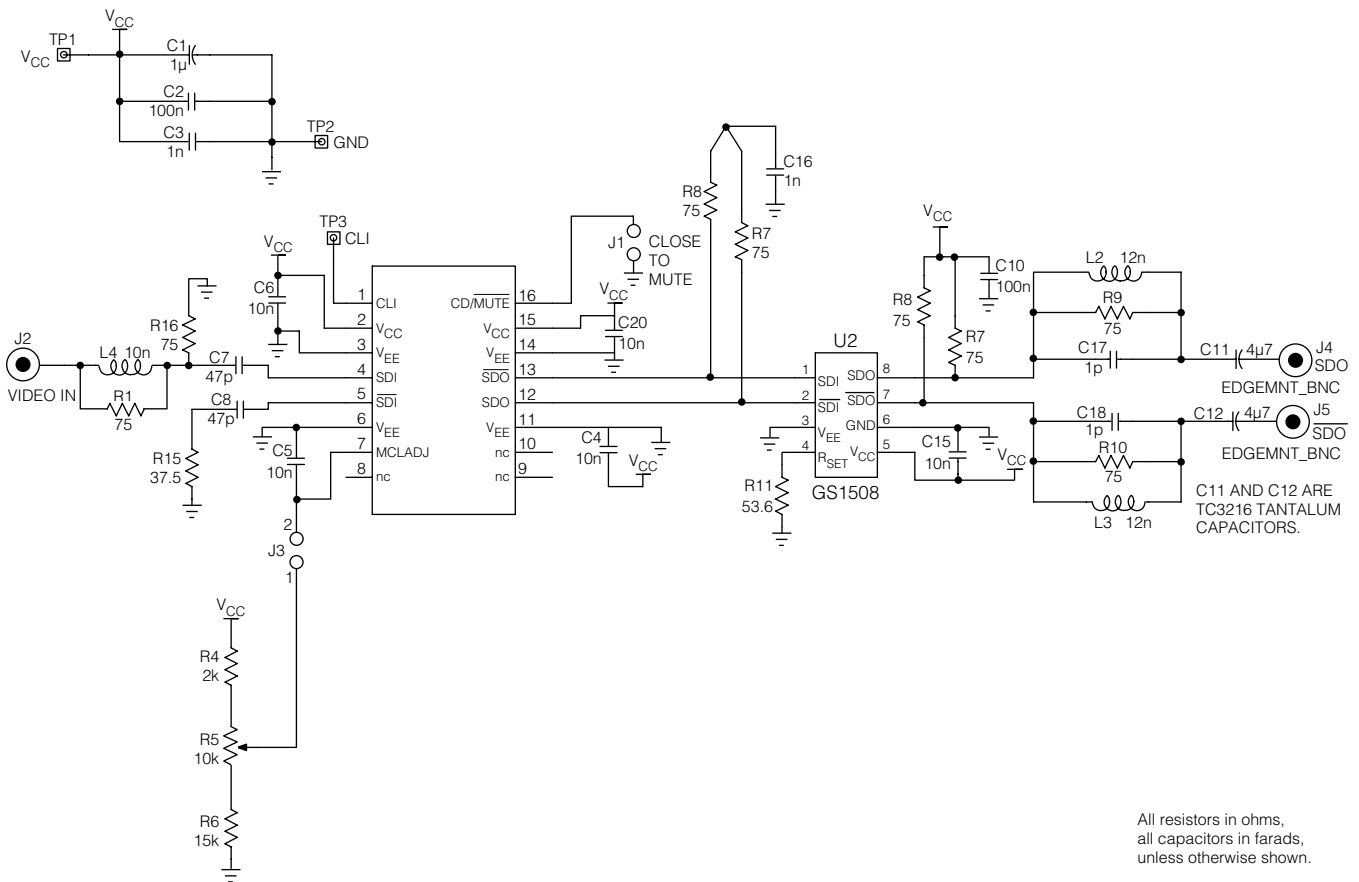 VCC
TP1
VCC
C1
1µ
C2
100n
C3
1n
TP2
GND
C16
1n
R8
75
R7
75
TP3
CLI
VCC
C6
10n
J1
CLOSE
TO
MUTE
VCC
C20
10n
1
CLI
2
VCC
3
VEE
4
SDI
5
SDI
6
VEE
7
MCLADJ
8
nc
CD/MUTE
16
VCC
15
VEE
14
SDO
13
SDO
12
VEE
11
nc
10
nc
9
J2
VIDEO IN
R16
75
L4 10n
R1
75
C7
47p
C8
47p
R15
37.5
C5
10n
C4
10n
VCC
2
J3
1
VCC
R4
2k
R5
10k
R6
15k
VCC
C10
100n
R8
75
R7
75
U2
1
SDI
2
SDI
3
VEE
4
RSET
SDO
8
SDO
7
GND
6
VCC
5
GS1508
R11
53.6
C15
10n
VCC
L2 12n
R9
75
C17
1p
C11 4µ7
J4
SDO
EDGEMNT_BNC
C18
1p
C12 4µ7
J5
SDO
EDGEMNT_BNC
R10
75
L3 12n
C11 AND C12 ARE
TC3216 TANTALUM
CAPACITORS.
All resistors in ohms,
all capacitors in farads,
unless otherwise shown.